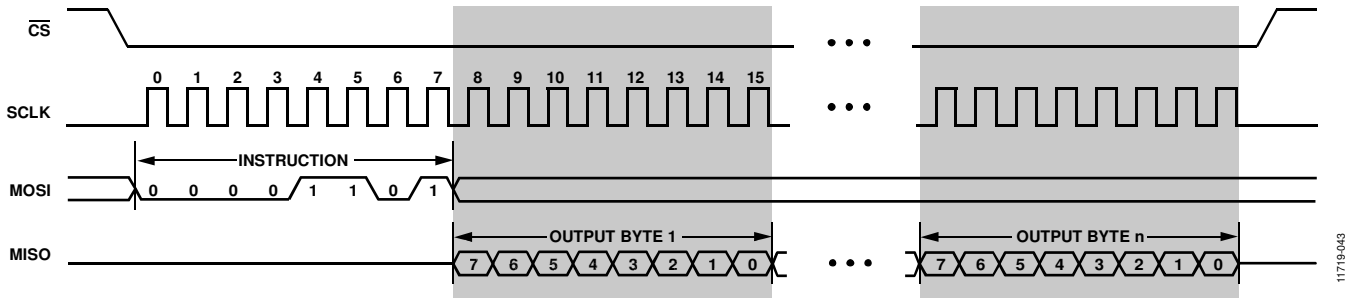 CS
0 1 2 3 4 5 6 7 8 9 10 11 12 13 14 15
SCLK
INSTRUCTION
MOSI 0 0 0 0 1 1 0 1
OUTPUT BYTE 1 OUTPUT BYTE n
MISO 7 6 5 4 3 2 1 0 7 6 5 4 3 2 1 0
11719-043